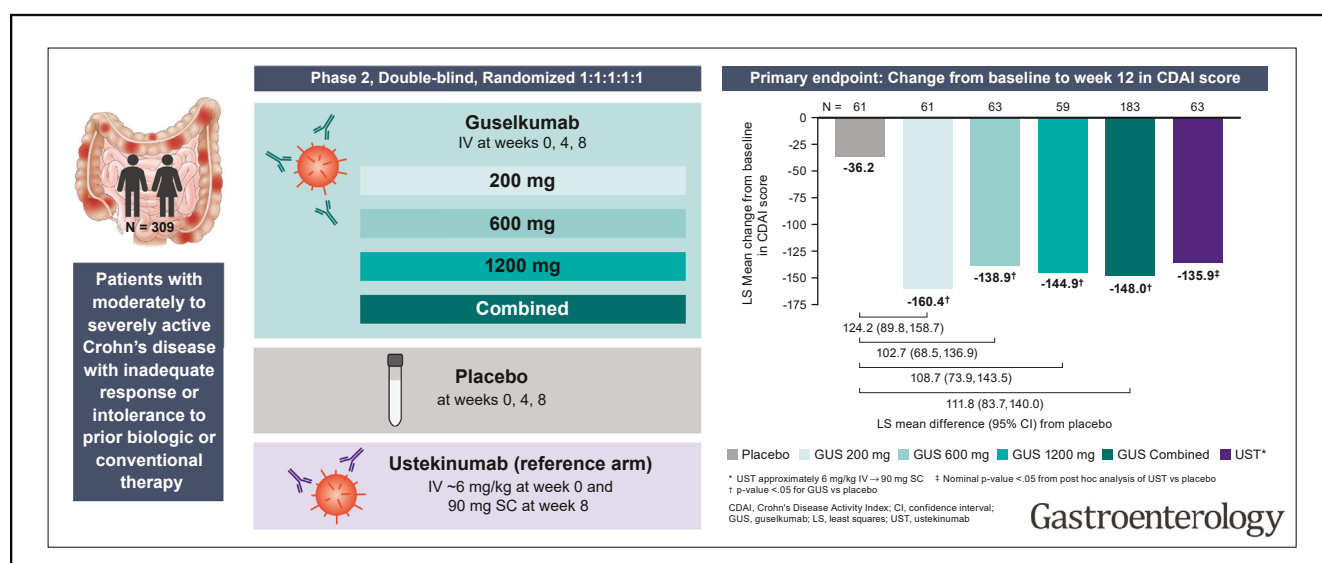 N = 309
Patients with
moderately to
severely active
Crohn's disease
with inadequate
response or
intolerance to
prior biologic or
conventional
therapy
Phase 2, Double-blind, Randomized 1:1:1:1:1
Guselkumab
IV at weeks 0, 4, 8
200 mg
600 mg
1200 mg
Combined
Placebo
at weeks 0, 4, 8
Ustekinumab (reference arm)
IV ~6 mg/kg at week 0 and
90 mg SC at week 8
Primary endpoint: Change from baseline to week 12 in CDAI score
N = 61 61 63 59 183 63
LS Mean change from baseline
in CDAI score
0
-25
-50
-75
-100
-125
-150
-175
-36.2
-160.4†
-138.9†
-144.9†
-148.0†
-135.9‡
124.2 (89.8,158.7)
102.7 (68.5,136.9)
108.7 (73.9,143.5)
111.8 (83.7,140.0)
LS mean difference (95% CI) from placebo
Placebo GUS 200 mg GUS 600 mg GUS 1200 mg GUS Combined UST*
* UST approximately 6 mg/kg IV → 90 mg SC ‡ Nominal p-value <.05 from post hoc analysis of UST vs placebo
† p-value <.05 for GUS vs placebo
CDAI, Crohn's Disease Activity Index; CI, confidence interval;
GUS, guselkumab; LS, least squares; UST, ustekinumab
Gastroenterology